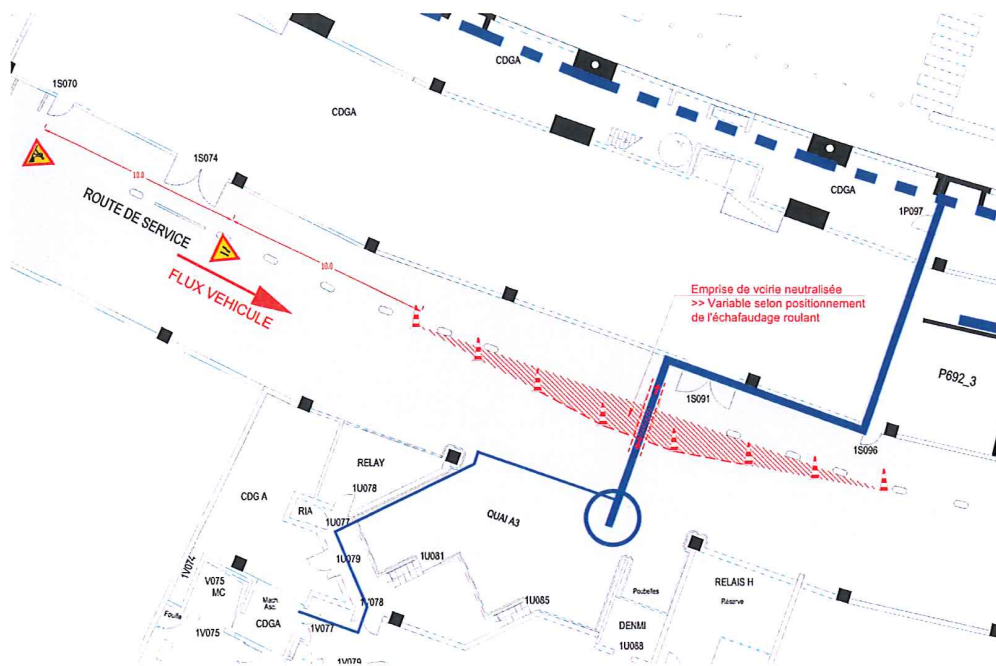 CDGA
1S070
CDGA
1S074
CDGA
10.0
ROUTE DE SERVICE
1P097
FLUX VEHICULE
10.0
Emprise de vcirie neutralisée
>> Variable selon positionnement
de l'échafaudage roulant
P692_3
1S091
1S096
RELAY
1U078
CDG A
RIA
1U077
QUAI A3
1U079
1U081
1V074
V075
MC
Mach.
Asc.
1V078
1U085
Poubelles
RELAIS H
Réserve
Fouille
CDGA
1V075
1V077
DENMI
1U088
1V079